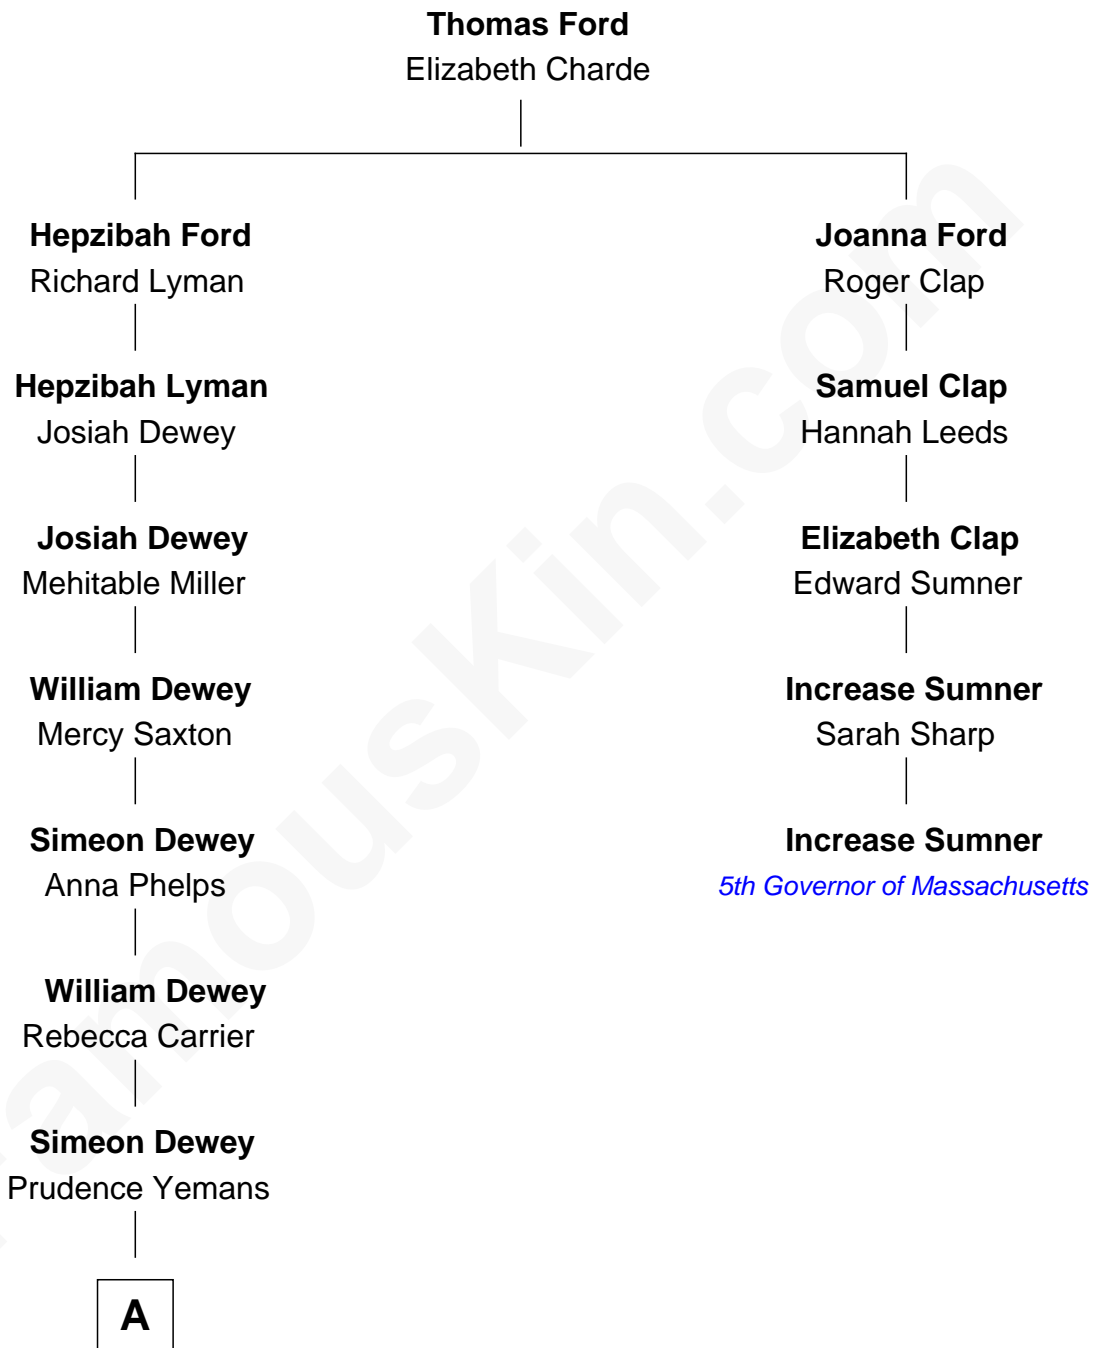 Thomas Ford
Elizabeth Charde
Hepzibah Ford
Richard Lyman
Joanna Ford
Roger Clap
Hepzibah Lyman
Josiah Dewey
Samuel Clap
Hannah Leeds
Josiah Dewey
Mehitable Miller
Elizabeth Clap
Edward Sumner
William Dewey
Mercy Saxton
Increase Sumner
Sarah Sharp
Simeon Dewey
Anna Phelps
Increase Sumner
5th Governor of Massachusetts
William Dewey
Rebecca Carrier
Simeon Dewey
Prudence Yemans
A
FamousKin.com